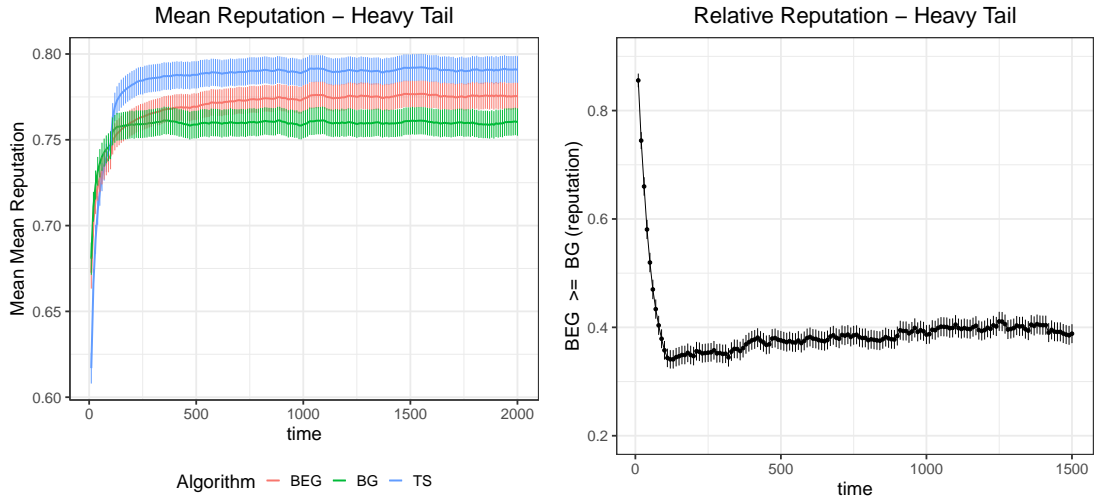 Mean Reputation – Heavy Tail
Mean Mean Reputation
0.80
0.75
0.70
0.65
0.60
0
500
1000
1500
2000
time
Algorithm BEG BG TS
Relative Reputation – Heavy Tail
BEG >= BG (reputation)
0.8
0.6
0.4
0.2
0
500
1000
1500
time